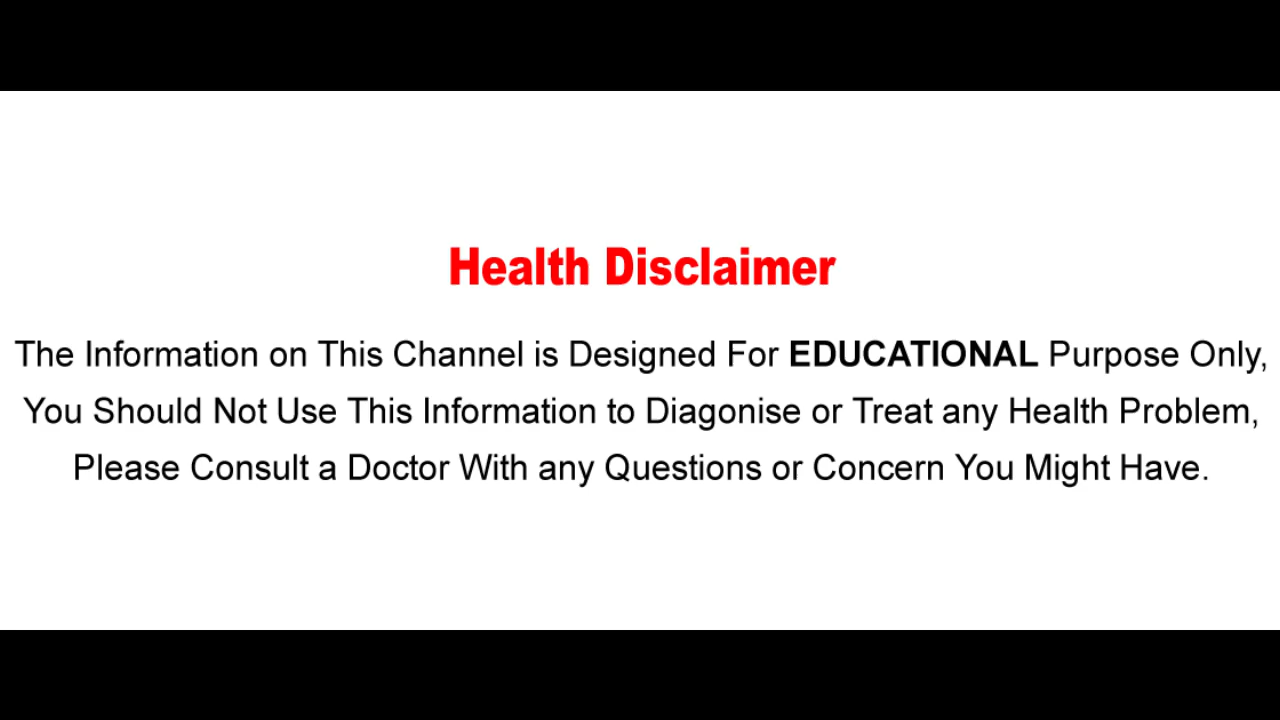 Health Disclaimer
The Information on This Channel is Designed For EDUCATIONAL Purpose Only,
You Should Not Use This Information to Diagonise or Treat any Health Problem,
Please Consult a Doctor With any Questions or Concern You Might Have.